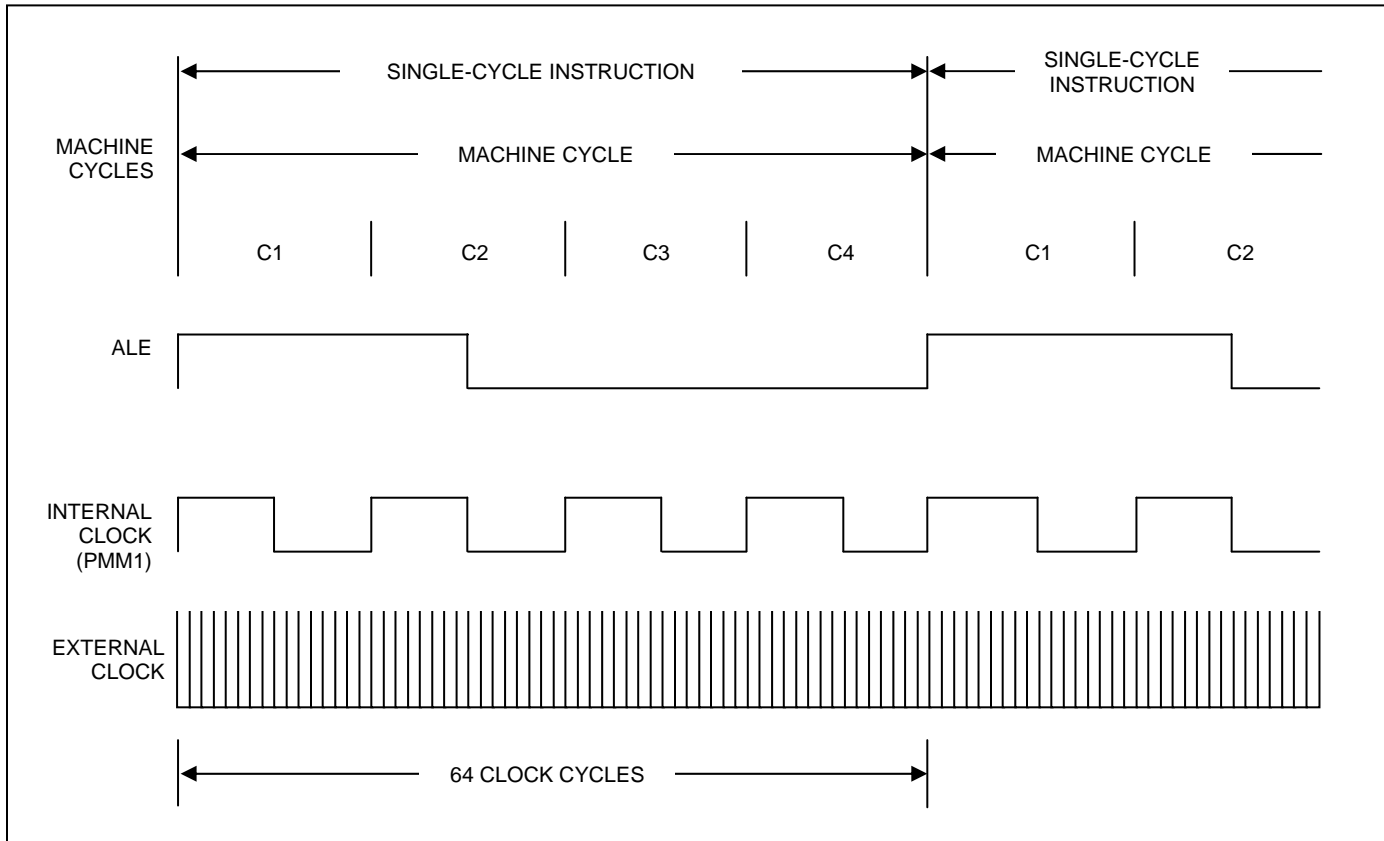 SINGLE-CYCLE INSTRUCTION
SINGLE-CYCLE
INSTRUCTION
MACHINE
CYCLES
MACHINE CYCLE
MACHINE CYCLE
C1 C2 C3 C4 C1 C2
ALE
INTERNAL
CLOCK
(PMM1)
EXTERNAL
CLOCK
64 CLOCK CYCLES